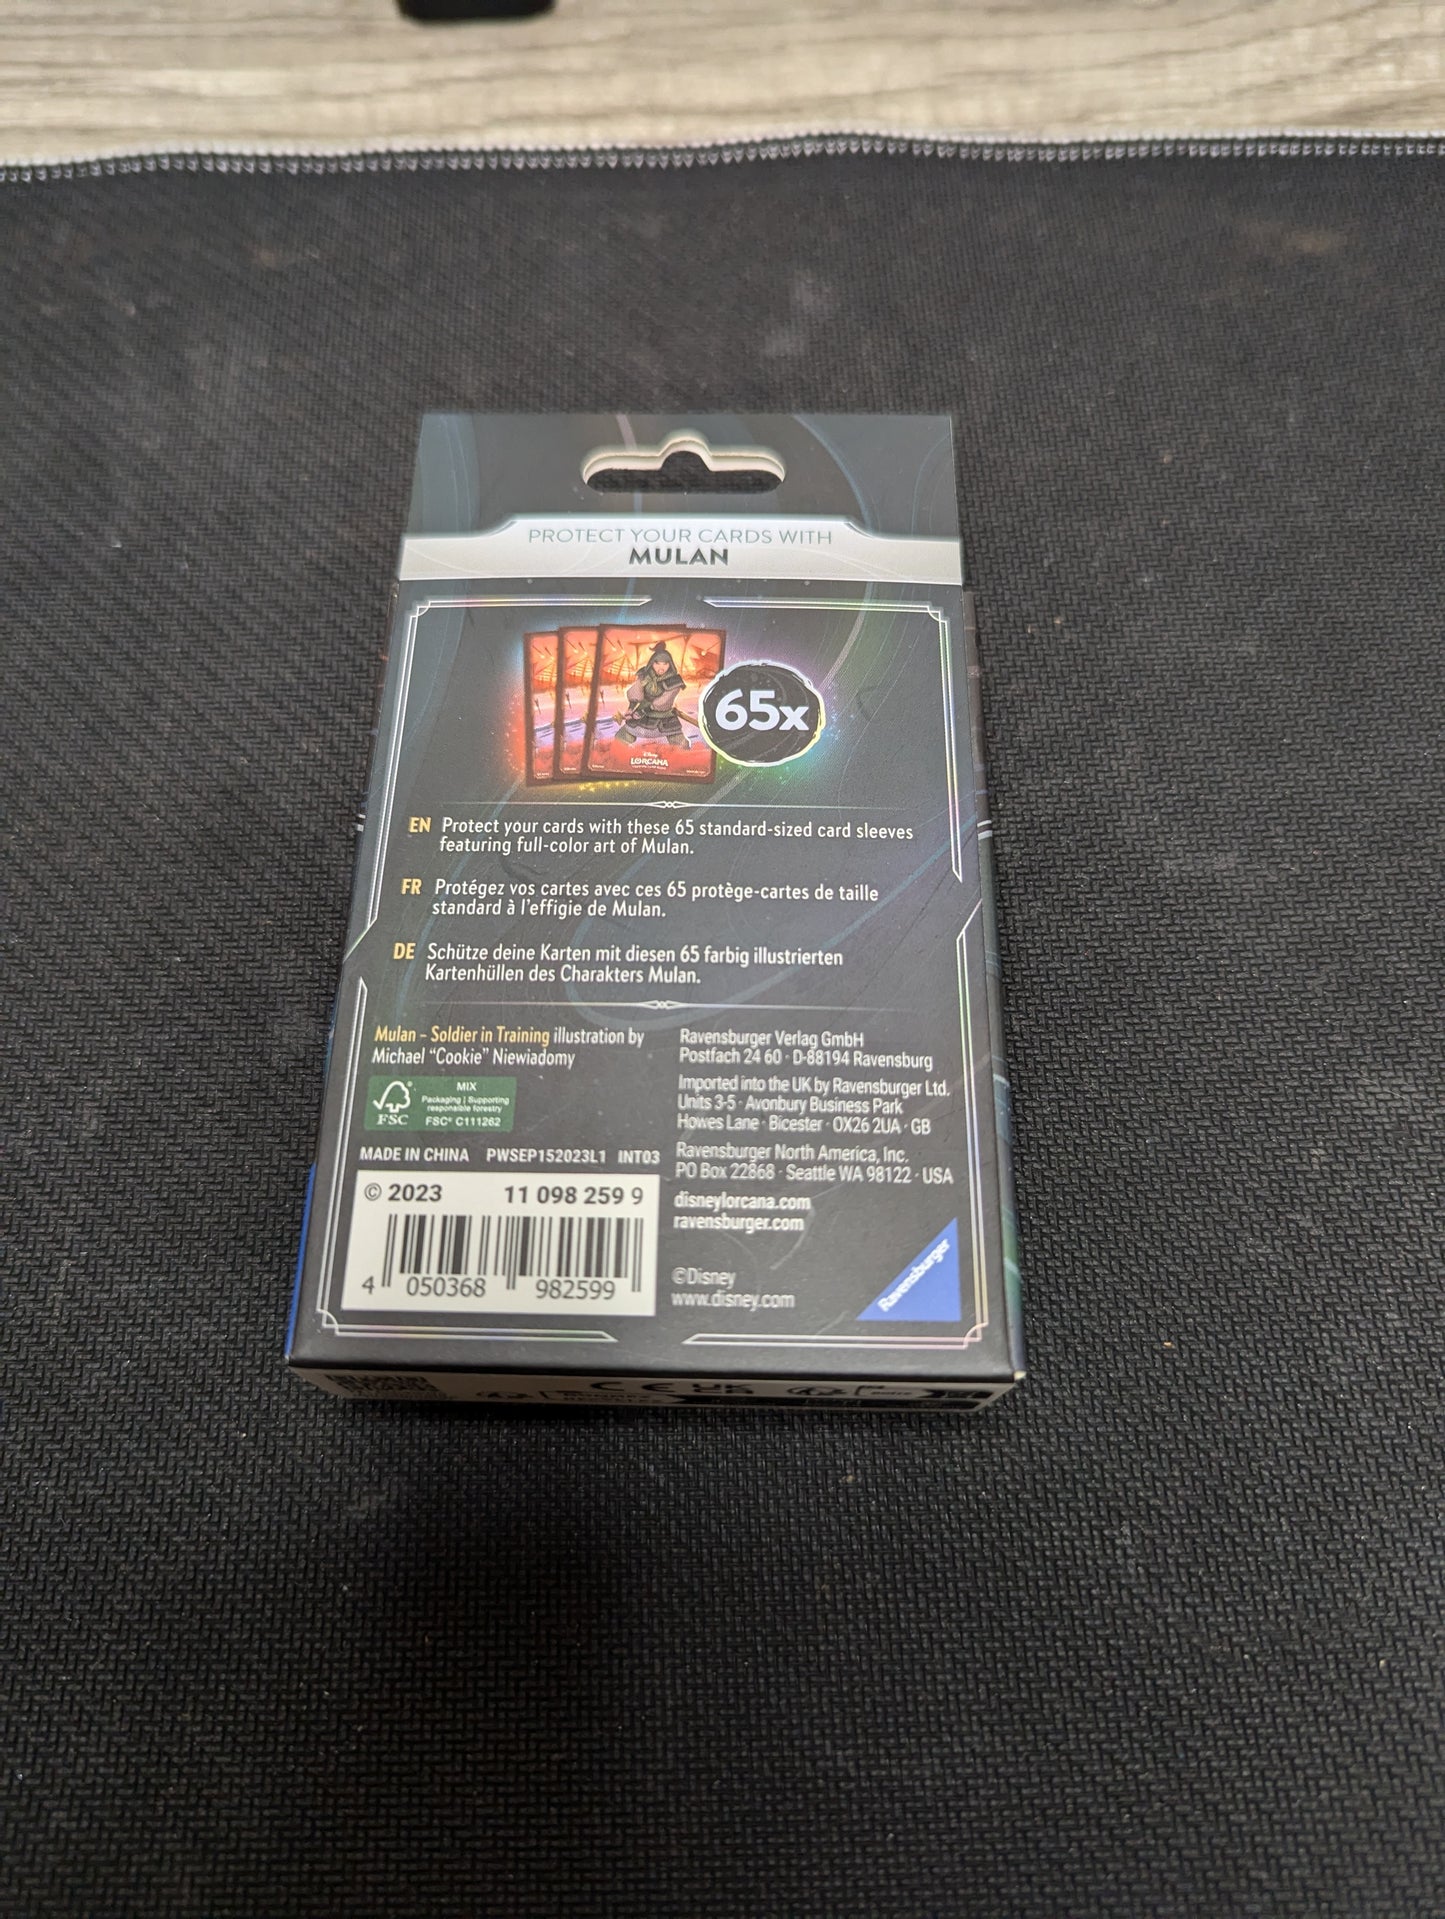 PROTECT YOUR CARDS WITH
MULAN
Disney
LORCANA
65x
EN Protect your cards with these 65 standard-sized card sleeves
featuring full-color art of Mulan.
FR Protégez vos cartes avec ces 65 protège-cartes de taille
standard à l'effigie de Mulan.
DE Schütze deine Karten mit diesen 65 farbig illustrierten
Kartenhüllen des Charakters Mulan.
Mulan – Soldier in Training illustration by
Michael “Cookie” Niewiadomy
FSC®
MIX
Packaging | Supporting
responsible forestry
FSC® C111262
MADE IN CHINA PWSEP152023L1 INT03
© 2023 11 098 259 9
4 050368 982599
Ravensburger Verlag GmbH
Postfach 24 60 · D-88194 Ravensburg
Imported into the UK by Ravensburger Ltd.
Units 3-5 · Avonbury Business Park
Howes Lane · Bicester · OX26 2UA · GB
Ravensburger North America, Inc.
PO Box 22868 · Seattle WA 98122 · USA
disneylorcana.com
ravensburger.com
©Disney
www.disney.com
Ravensburger